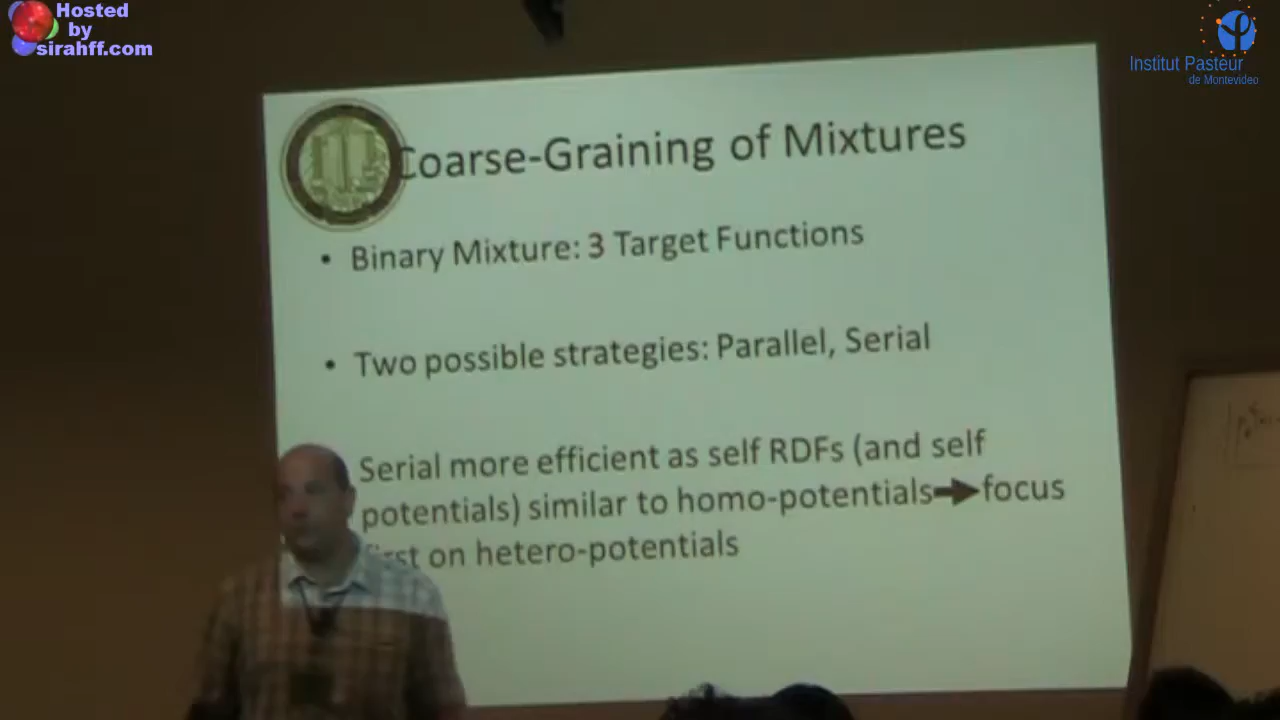 Hosted
by
sirahff.com
Institut Pasteur
de Montevideo
Coarse-Graining of Mixtures
• Binary Mixture: 3 Target Functions
• Two possible strategies: Parallel, Serial
Serial more efficient as self RDFs (and self
potentials) similar to homo-potentials➡focus
first on hetero-potentials